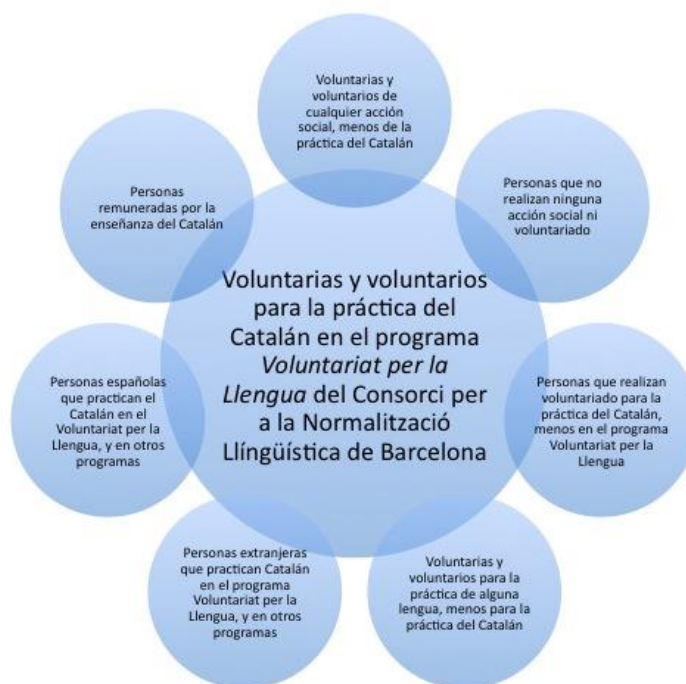 Voluntarias y
voluntarios de
cualquier acción
social, menos de la
práctica del Catalán
Personas que no
realizan ninguna
acción social ni
voluntariado
Personas que realizan
voluntariado para la
práctica del Catalán,
menos en el programa
Voluntariat per la
Llengua
Voluntarias y
voluntarios para la
práctica de alguna
lengua, menos para la
práctica del Catalán
Personas extranjeras
que practican Catalán
en el programa
Voluntariat per la
Llengua, y en otros
programas
Personas españolas
que practican el
Catalán en el
Voluntariat per la
Llengua, y en otros
programas
Personas
remuneradas por la
enseñanza del Catalán
Voluntarias y voluntarios
para la práctica del
Catalán en el programa
Voluntariat per la
Llengua del Consorci per
a la Normalització
Llíngüística de Barcelona